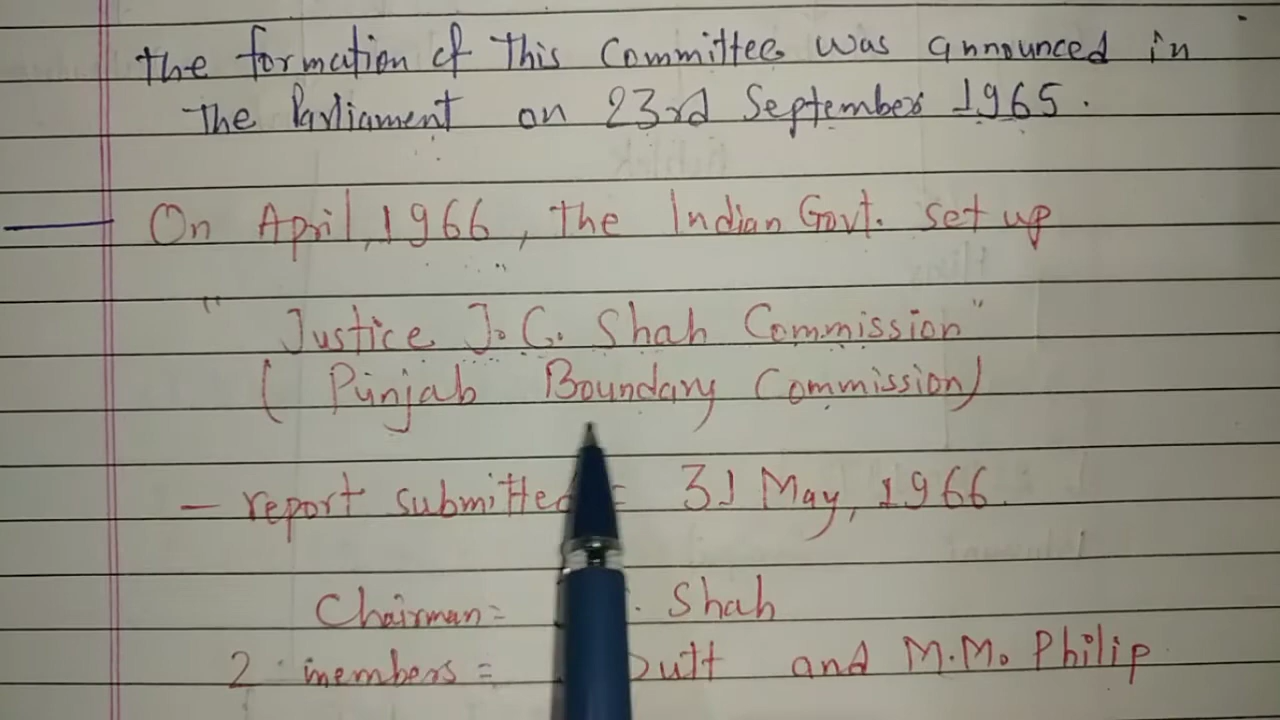 the formation of this Committee was announced in
the Parliament on 23rd September 1965.
On April, 1966, the Indian Govt. set up
"Justice J. C. Shah Commission"
( Punjab Boundary Commission)
- report submitted = 31 May, 1966.
Chairman = Shah
2 members = Dutt and M.M. Philip